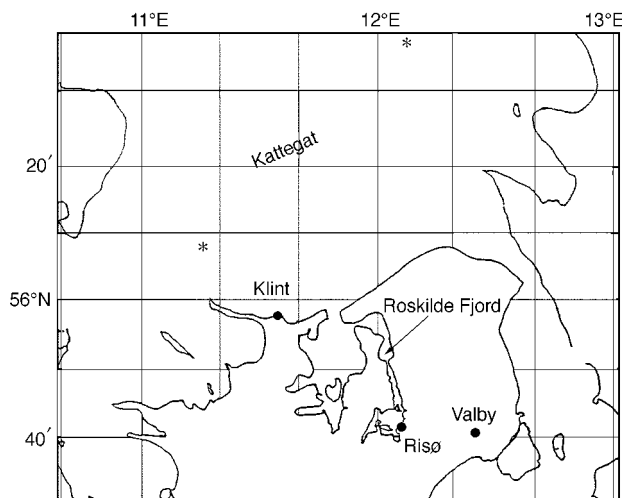 11°E 12°E 13°E
*
Kattegat
20′
*
Klint
56°N
Roskilde Fjord
Valby
40′
Risø